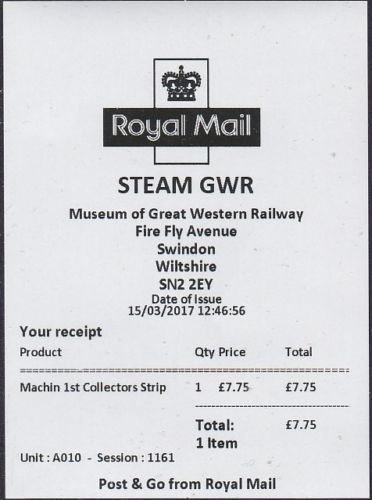 Royal Mail
STEAM GWR
Museum of Great Western Railway
Fire Fly Avenue
Swindon
Wiltshire
SN2 2EY
Date of Issue
15/03/2017 12:46:56
Your receipt
Product Qty Price Total
Machin 1st Collectors Strip 1 £7.75 £7.75
Total: £7.75
1 Item
Unit : A010 - Session : 1161
Post & Go from Royal Mail